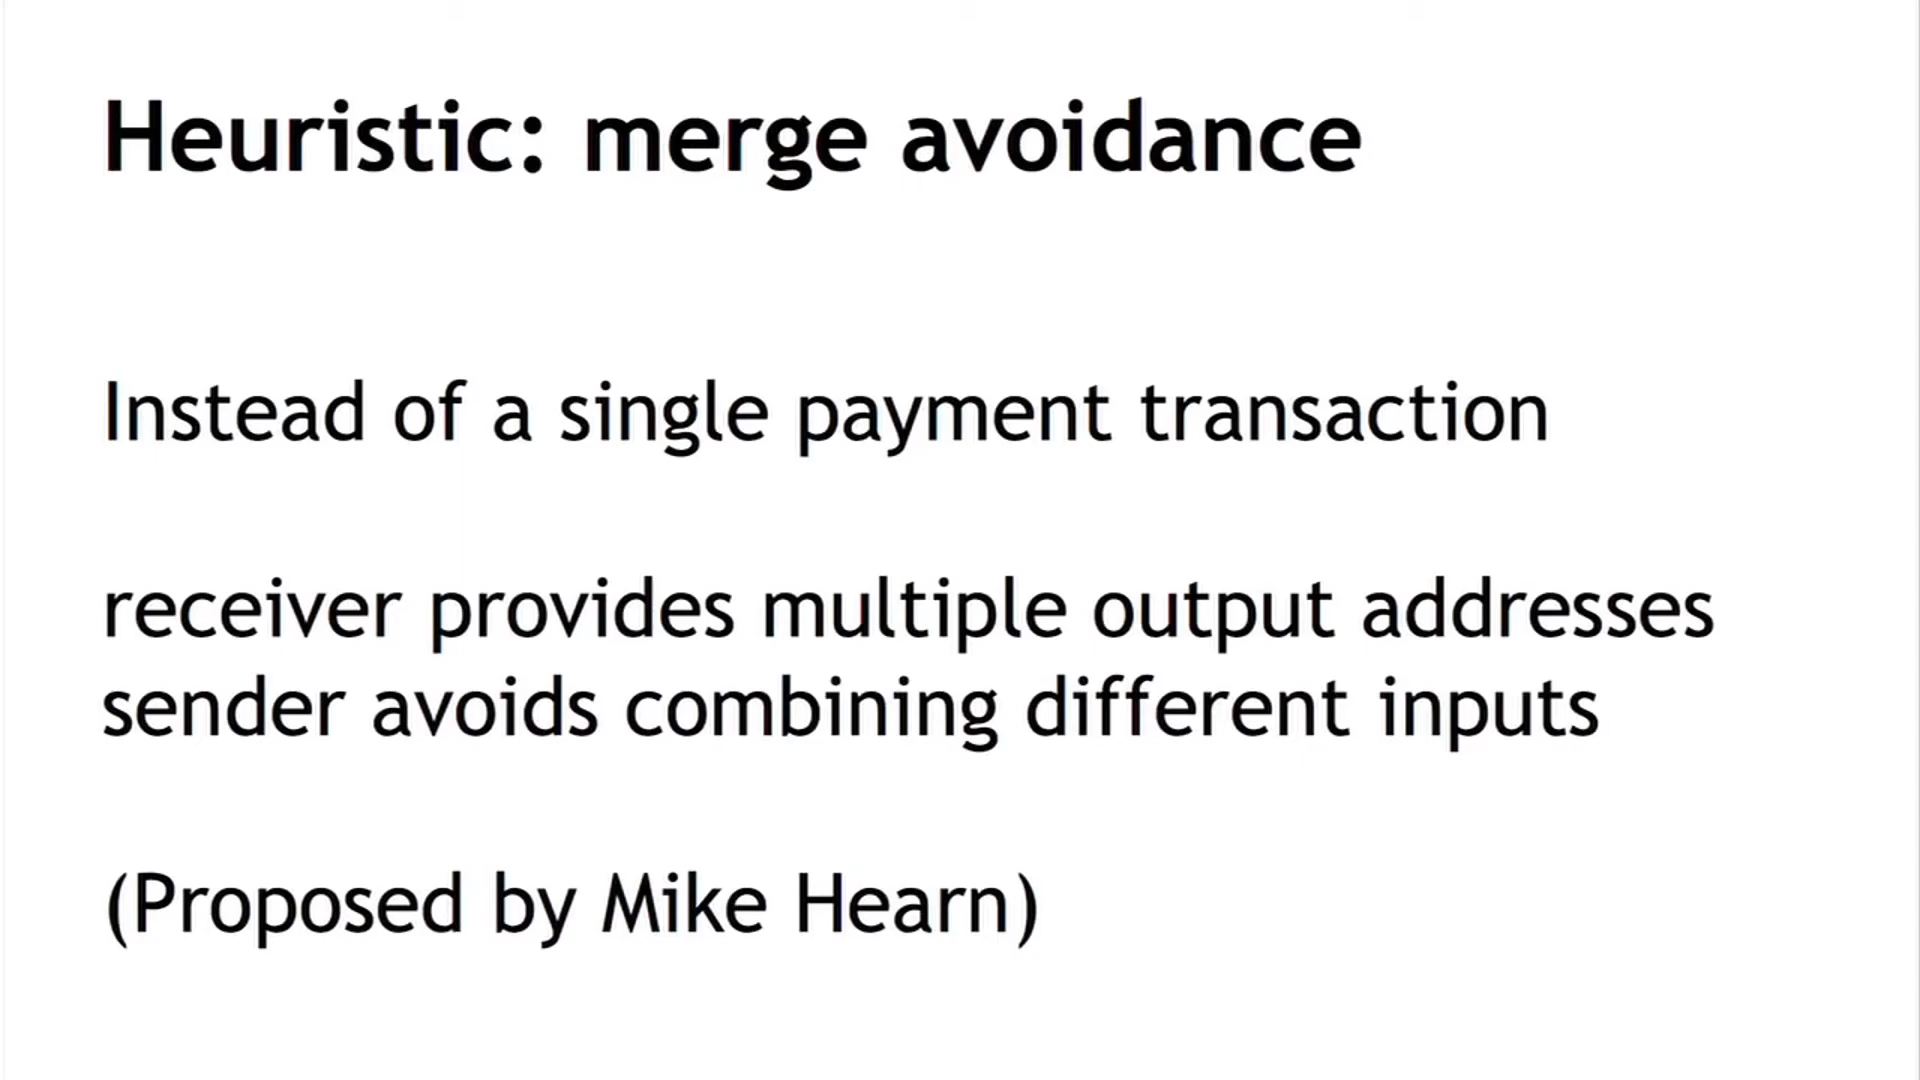 Heuristic: merge avoidance
Instead of a single payment transaction
receiver provides multiple output addresses
sender avoids combining different inputs
(Proposed by Mike Hearn)